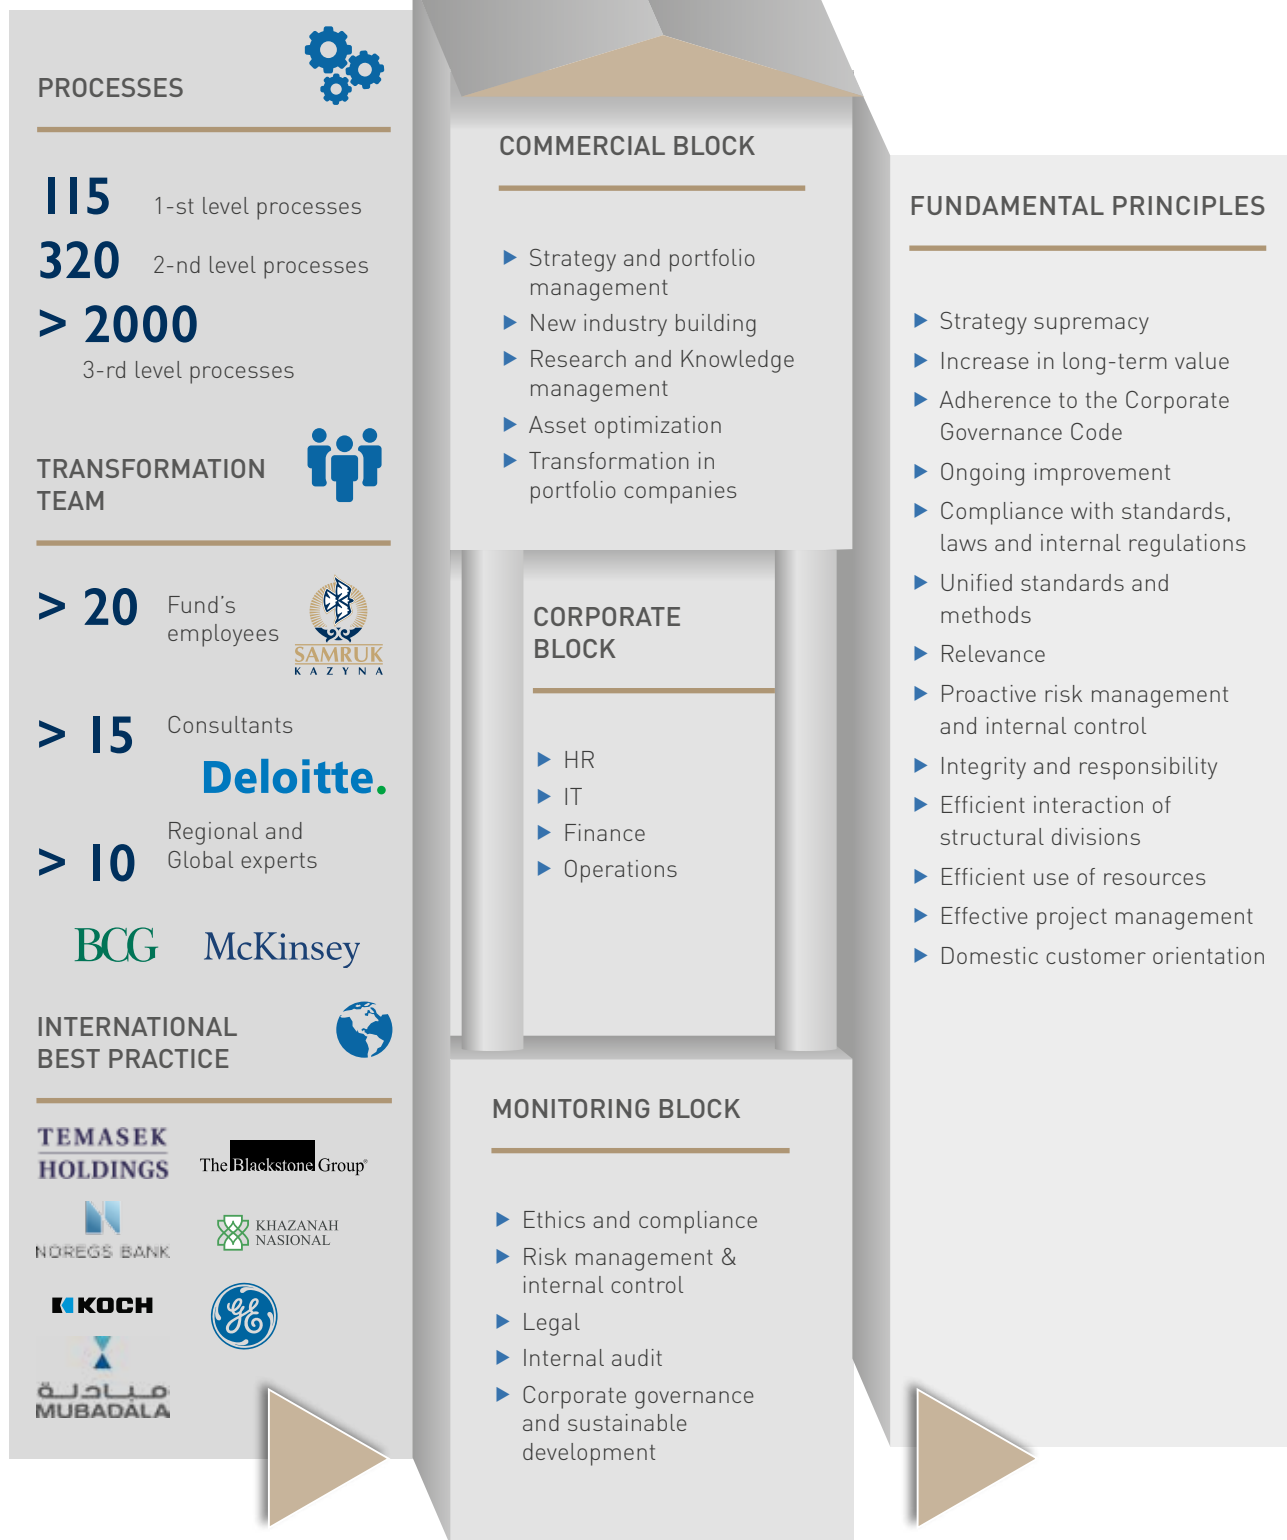 PROCESSES
115 1-st level processes
320 2-nd level processes
> 2000
3-rd level processes
TRANSFORMATION
TEAM
> 20 Fund's
employees
SAMRUK
KAZYNA
> 15 Consultants
Deloitte.
> 10 Regional and
Global experts
BCG McKinsey
INTERNATIONAL
BEST PRACTICE
TEMASEK
HOLDINGS
The Blackstone Group®
NOREGS BANK
KHAZANAH
NASIONAL
KOCH
GE
مبادلة
MUBADALA
COMMERCIAL BLOCK
Strategy and portfolio
management
New industry building
Research and Knowledge
management
Asset optimization
Transformation in
portfolio companies
CORPORATE
BLOCK
HR
IT
Finance
Operations
MONITORING BLOCK
Ethics and compliance
Risk management &
internal control
Legal
Internal audit
Corporate governance
and sustainable
development
FUNDAMENTAL PRINCIPLES
Strategy supremacy
Increase in long-term value
Adherence to the Corporate
Governance Code
Ongoing improvement
Compliance with standards,
laws and internal regulations
Unified standards and
methods
Relevance
Proactive risk management
and internal control
Integrity and responsibility
Efficient interaction of
structural divisions
Efficient use of resources
Effective project management
Domestic customer orientation